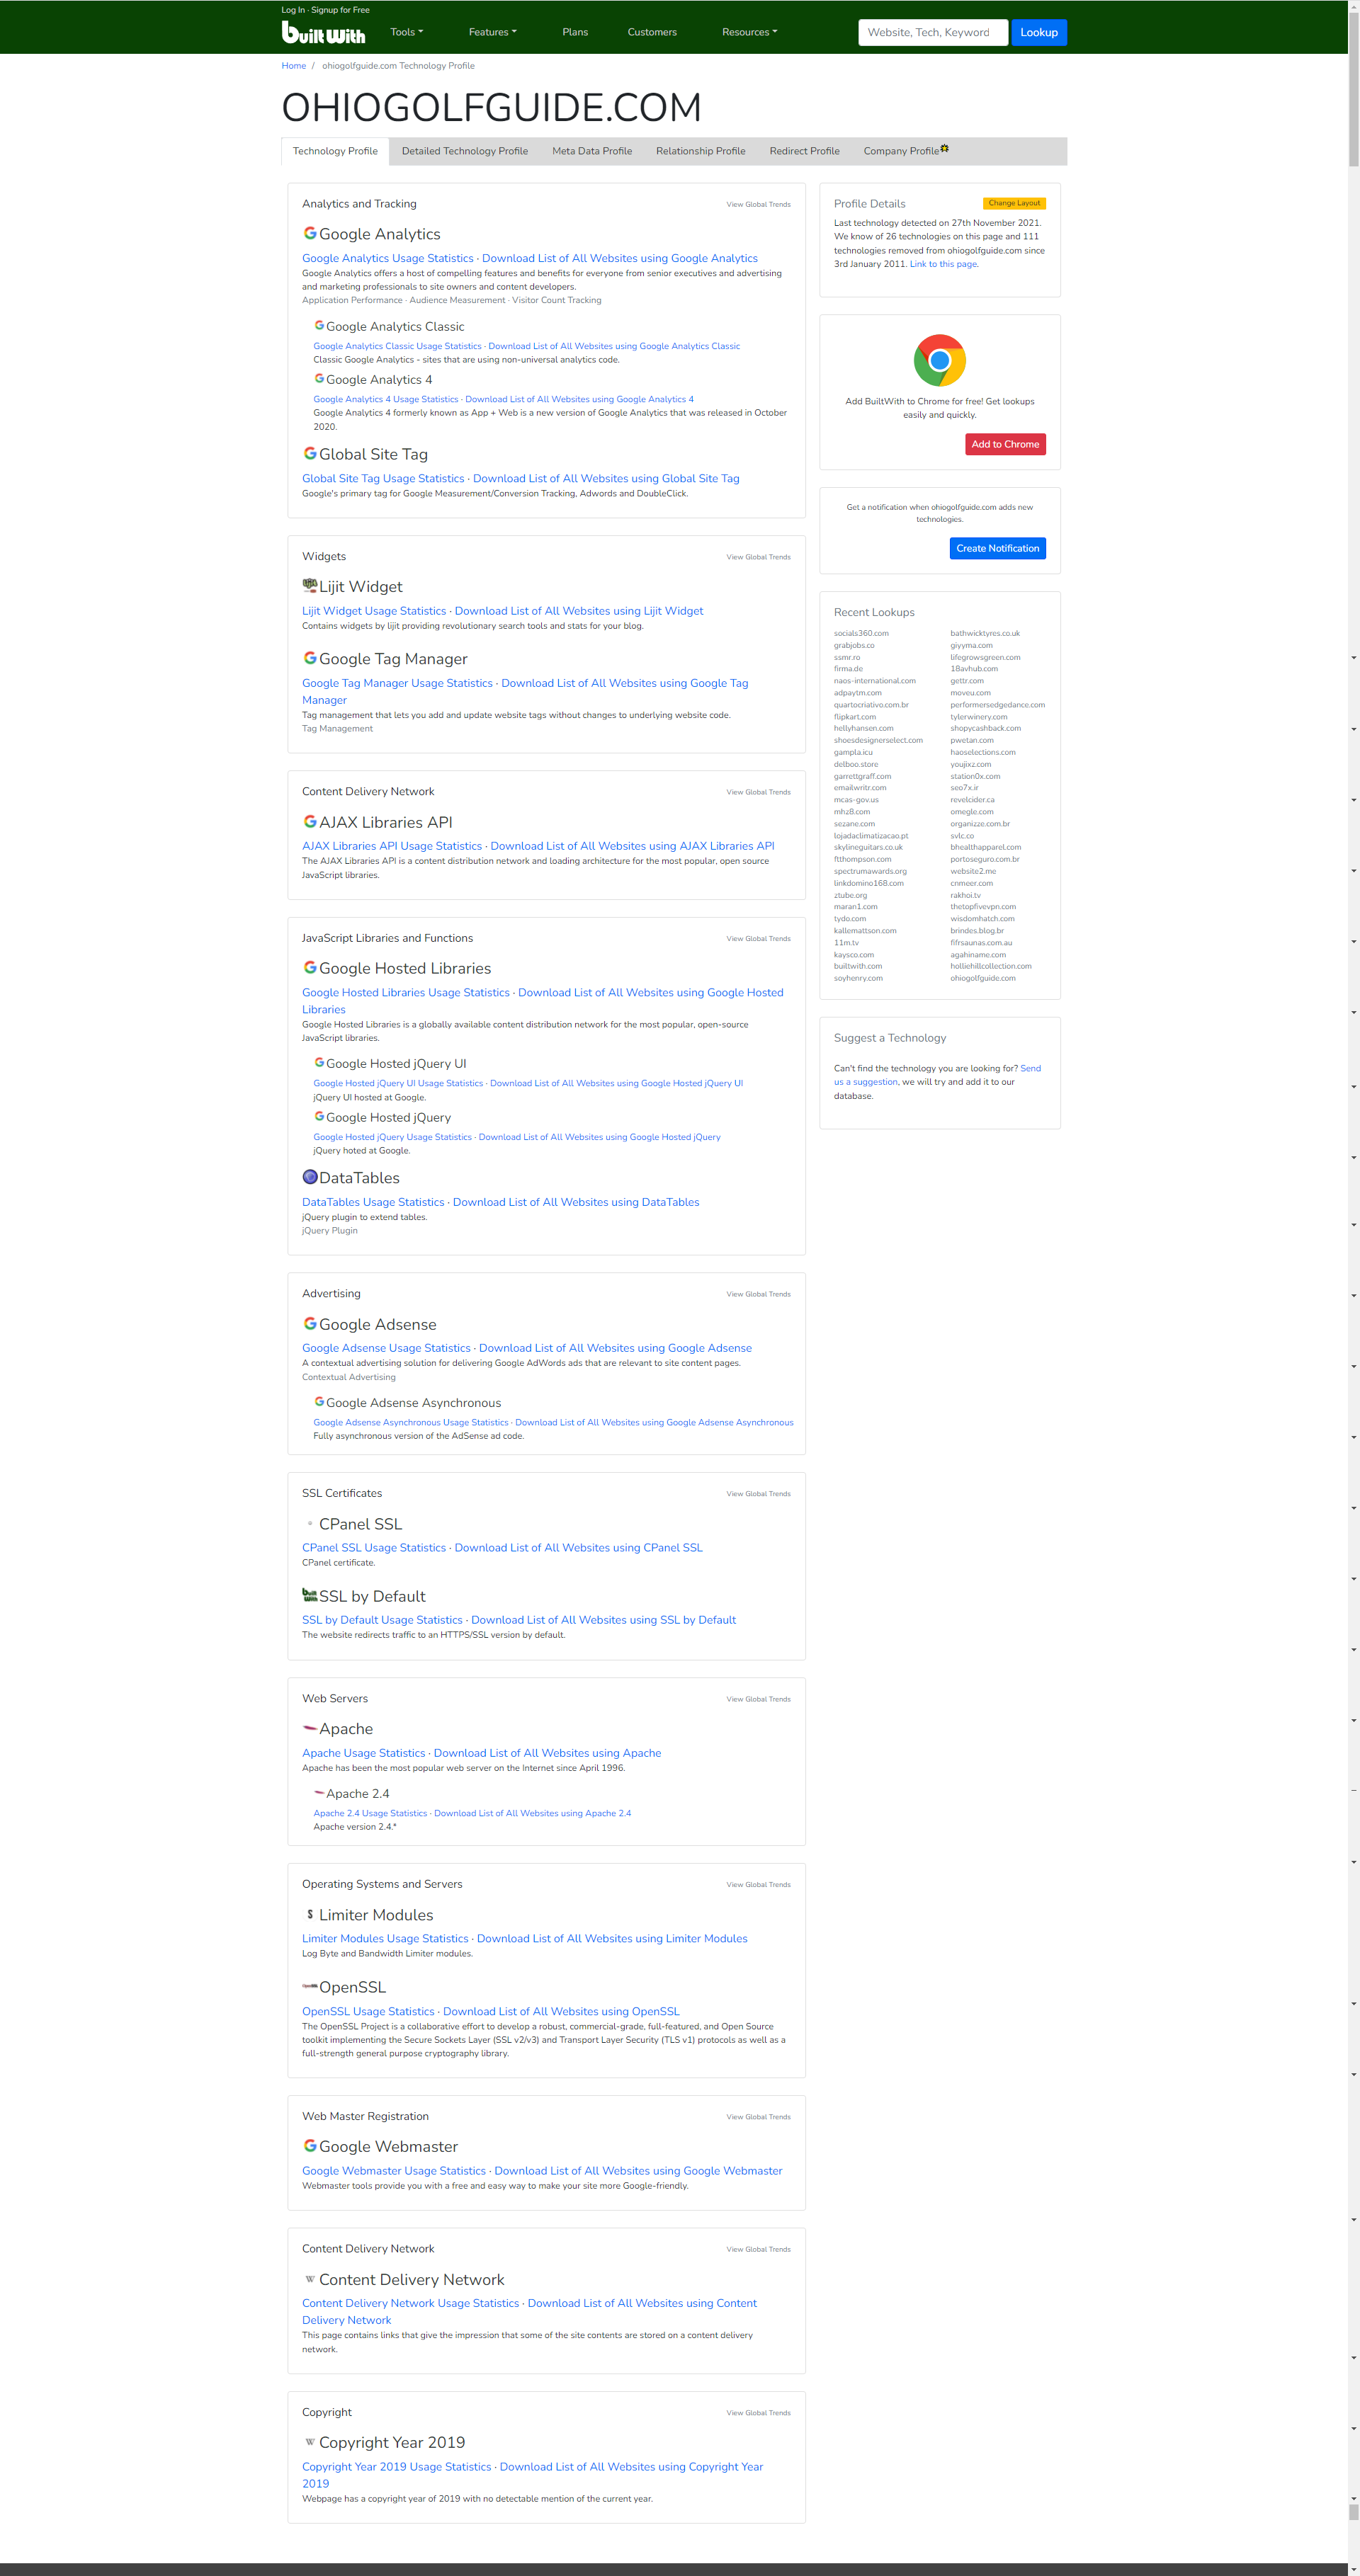 Log In · Signup for Free
builtwith
Tools
Features
Plans
Customers
Resources
Website, Tech, Keyword
Lookup
Home / ohiogolfguide.com Technology Profile
OHIOGOLFGUIDE.COM
Technology Profile
Detailed Technology Profile
Meta Data Profile
Relationship Profile
Redirect Profile
Company Profile
Analytics and Tracking
View Global Trends
Google Analytics
Google Analytics Usage Statistics · Download List of All Websites using Google Analytics
Google Analytics offers a host of compelling features and benefits for everyone from senior executives and advertising
and marketing professionals to site owners and content developers.
Application Performance · Audience Measurement · Visitor Count Tracking
Google Analytics Classic
Google Analytics Classic Usage Statistics · Download List of All Websites using Google Analytics Classic
Classic Google Analytics - sites that are using non-universal analytics code.
Google Analytics 4
Google Analytics 4 Usage Statistics · Download List of All Websites using Google Analytics 4
Google Analytics 4 formerly known as App + Web is a new version of Google Analytics that was released in October
2020.
Global Site Tag
Global Site Tag Usage Statistics · Download List of All Websites using Global Site Tag
Google's primary tag for Google Measurement/Conversion Tracking, Adwords and DoubleClick.
Widgets
View Global Trends
Lijit Widget
Lijit Widget Usage Statistics · Download List of All Websites using Lijit Widget
Contains widgets by lijit providing revolutionary search tools and stats for your blog.
Google Tag Manager
Google Tag Manager Usage Statistics · Download List of All Websites using Google Tag
Manager
Tag management that lets you add and update website tags without changes to underlying website code.
Tag Management
Content Delivery Network
View Global Trends
AJAX Libraries API
AJAX Libraries API Usage Statistics · Download List of All Websites using AJAX Libraries API
The AJAX Libraries API is a content distribution network and loading architecture for the most popular, open source
JavaScript libraries.
JavaScript Libraries and Functions
View Global Trends
Google Hosted Libraries
Google Hosted Libraries Usage Statistics · Download List of All Websites using Google Hosted
Libraries
Google Hosted Libraries is a globally available content distribution network for the most popular, open-source
JavaScript libraries.
Google Hosted jQuery UI
Google Hosted jQuery UI Usage Statistics · Download List of All Websites using Google Hosted jQuery UI
jQuery UI hosted at Google.
Google Hosted jQuery
Google Hosted jQuery Usage Statistics · Download List of All Websites using Google Hosted jQuery
jQuery hoted at Google.
DataTables
DataTables Usage Statistics · Download List of All Websites using DataTables
jQuery plugin to extend tables.
jQuery Plugin
Advertising
View Global Trends
Google Adsense
Google Adsense Usage Statistics · Download List of All Websites using Google Adsense
A contextual advertising solution for delivering Google AdWords ads that are relevant to site content pages.
Contextual Advertising
Google Adsense Asynchronous
Google Adsense Asynchronous Usage Statistics · Download List of All Websites using Google Adsense Asynchronous
Fully asynchronous version of the AdSense ad code.
SSL Certificates
View Global Trends
CPanel SSL
CPanel SSL Usage Statistics · Download List of All Websites using CPanel SSL
CPanel certificate.
SSL by Default
SSL by Default Usage Statistics · Download List of All Websites using SSL by Default
The website redirects traffic to an HTTPS/SSL version by default.
Web Servers
View Global Trends
Apache
Apache Usage Statistics · Download List of All Websites using Apache
Apache has been the most popular web server on the Internet since April 1996.
Apache 2.4
Apache 2.4 Usage Statistics · Download List of All Websites using Apache 2.4
Apache version 2.4.*
Operating Systems and Servers
View Global Trends
Limiter Modules
Limiter Modules Usage Statistics · Download List of All Websites using Limiter Modules
Log Byte and Bandwidth Limiter modules.
OpenSSL
OpenSSL Usage Statistics · Download List of All Websites using OpenSSL
The OpenSSL Project is a collaborative effort to develop a robust, commercial-grade, full-featured, and Open Source
toolkit implementing the Secure Sockets Layer (SSL v2/v3) and Transport Layer Security (TLS v1) protocols as well as a
full-strength general purpose cryptography library.
Web Master Registration
View Global Trends
Google Webmaster
Google Webmaster Usage Statistics · Download List of All Websites using Google Webmaster
Webmaster tools provide you with a free and easy way to make your site more Google-friendly.
Content Delivery Network
View Global Trends
Content Delivery Network
Content Delivery Network Usage Statistics · Download List of All Websites using Content
Delivery Network
This page contains links that give the impression that some of the site contents are stored on a content delivery
network.
Copyright
View Global Trends
Copyright Year 2019
Copyright Year 2019 Usage Statistics · Download List of All Websites using Copyright Year
2019
Webpage has a copyright year of 2019 with no detectable mention of the current year.
Profile Details
Change Layout
Last technology detected on 27th November 2021.
We know of 26 technologies on this page and 111
technologies removed from ohiogolfguide.com since
3rd January 2011. Link to this page.
Add BuiltWith to Chrome for free! Get lookups
easily and quickly.
Add to Chrome
Get a notification when ohiogolfguide.com adds new
technologies.
Create Notification
Recent Lookups
socials360.com
grabjobs.co
ssmr.ro
firma.de
naos-international.com
adpaytm.com
quartocriativo.com.br
flipkart.com
hellyhansen.com
shoesdesignerselect.com
gampla.icu
delboo.store
garrettgraff.com
emailwritr.com
mcas-gov.us
mhz8.com
sezane.com
lojadaclimatizacao.pt
skylineguitars.co.uk
ftthompson.com
spectrumawards.org
linkdomino168.com
ztube.org
maran1.com
tydo.com
kallemattson.com
11m.tv
kaysco.com
builtwith.com
soyhenry.com
bathwicktyres.co.uk
giyyma.com
lifegrowsgreen.com
18avhub.com
gettr.com
moveu.com
performersedgedance.com
tylerwinery.com
shopycashback.com
pwetan.com
haoselections.com
youjixz.com
station0x.com
seo7x.ir
revelcider.ca
omegle.com
organizze.com.br
svlc.co
bhealthapparel.com
portoseguro.com.br
website2.me
cnmeer.com
rakhoi.tv
thetopfivevpn.com
wisdomhatch.com
brindes.blog.br
fifrsaunas.com.au
agahiname.com
holliehillcollection.com
ohiogolfguide.com
Suggest a Technology
Can't find the technology you are looking for? Send
us a suggestion, we will try and add it to our
database.